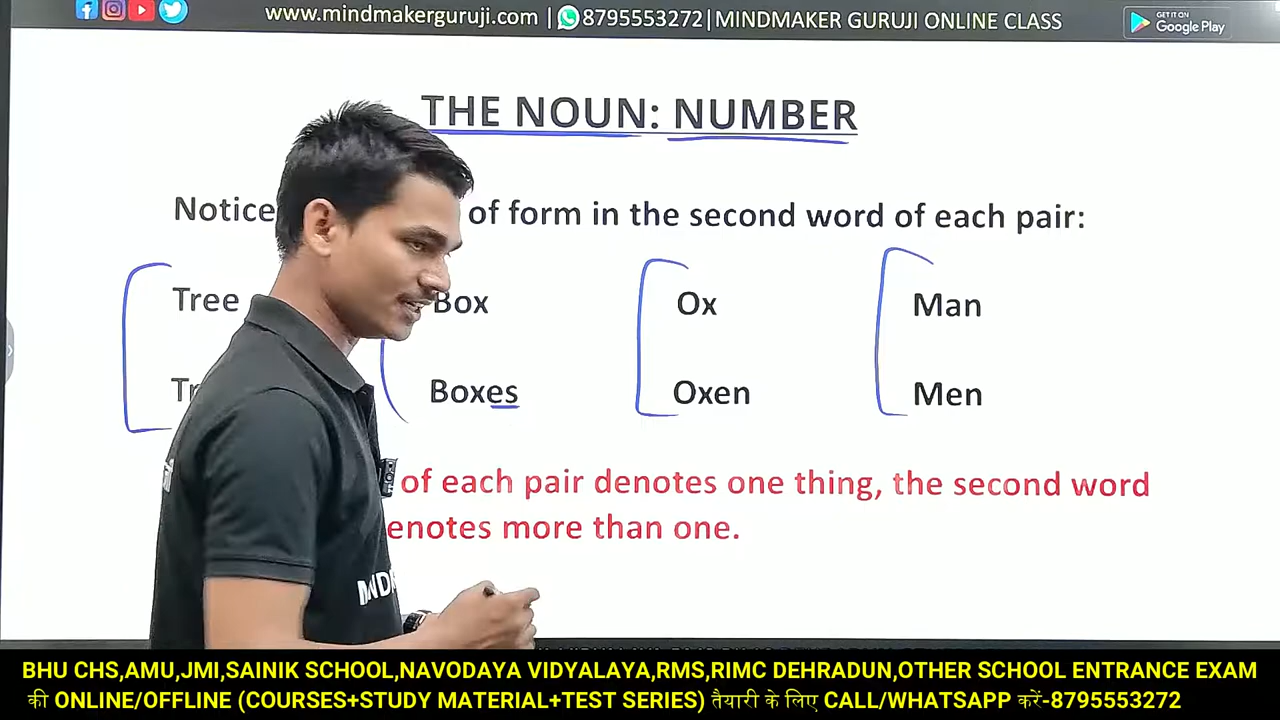 www.mindmakerguruji.com | 8795553272|MINDMAKER GURUJI ONLINE CLASS
GET IT ON
Google Play
THE NOUN: NUMBER
Notice of form in the second word of each pair:
Tree Box Ox Man
Tr Boxes Oxen Men
of each pair denotes one thing, the second word
enotes more than one.
BHU CHS,AMU,JMI,SAINIK SCHOOL,NAVODAYA VIDYALAYA,RMS,RIMC DEHRADUN,OTHER SCHOOL ENTRANCE EXAM
की ONLINE/OFFLINE (COURSES+STUDY MATERIAL+TEST SERIES) तैयारी के लिए CALL/WHATSAPP करें-8795553272